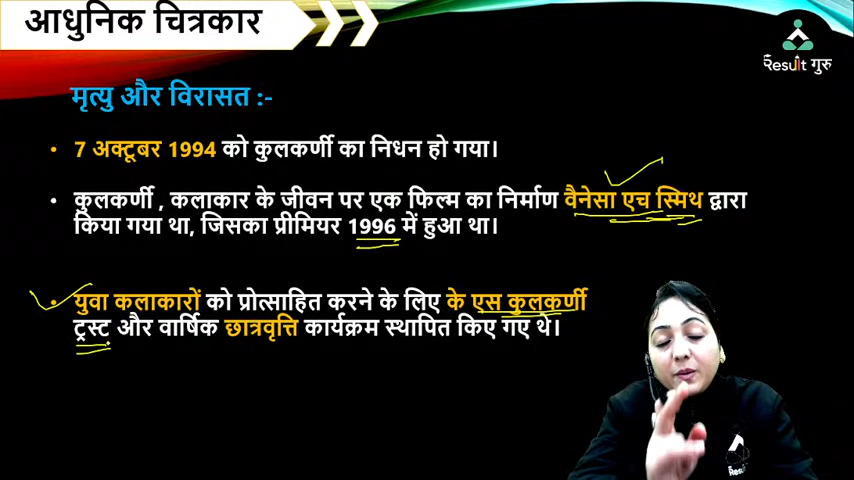 आधुनिक चित्रकार
Result गुरु
मृत्यु और विरासत :-
• 7 अक्टूबर 1994 को कुलकर्णी का निधन हो गया।
• कुलकर्णी , कलाकार के जीवन पर एक फिल्म का निर्माण वैनेसा एच स्मिथ द्वारा
किया गया था, जिसका प्रीमियर 1996 में हुआ था।
• युवा कलाकारों को प्रोत्साहित करने के लिए के एस कुलकर्णी
ट्रस्ट और वार्षिक छात्रवृत्ति कार्यक्रम स्थापित किए गए थे।